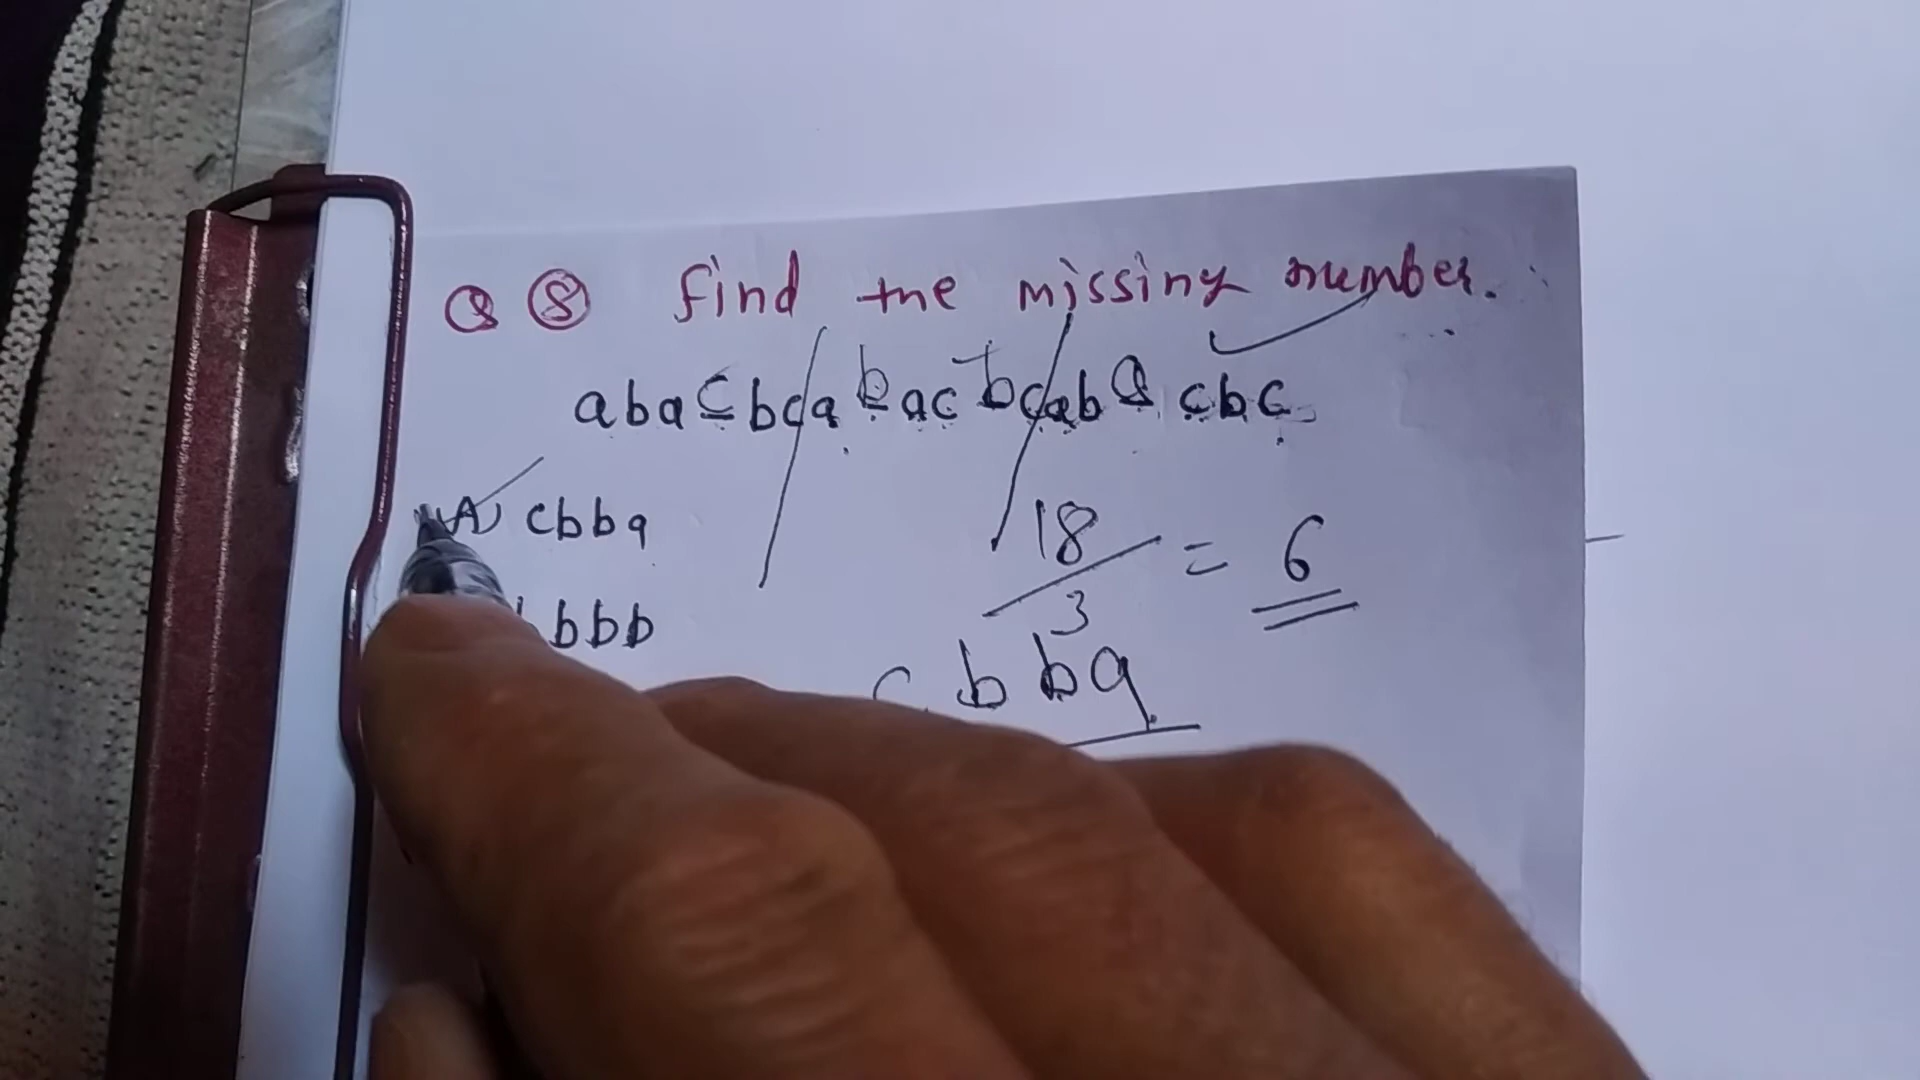 Q 8 Find the missing number.
abacbcabacbcabacbc
A) cbba
bbb
18
3
= 6
cbba